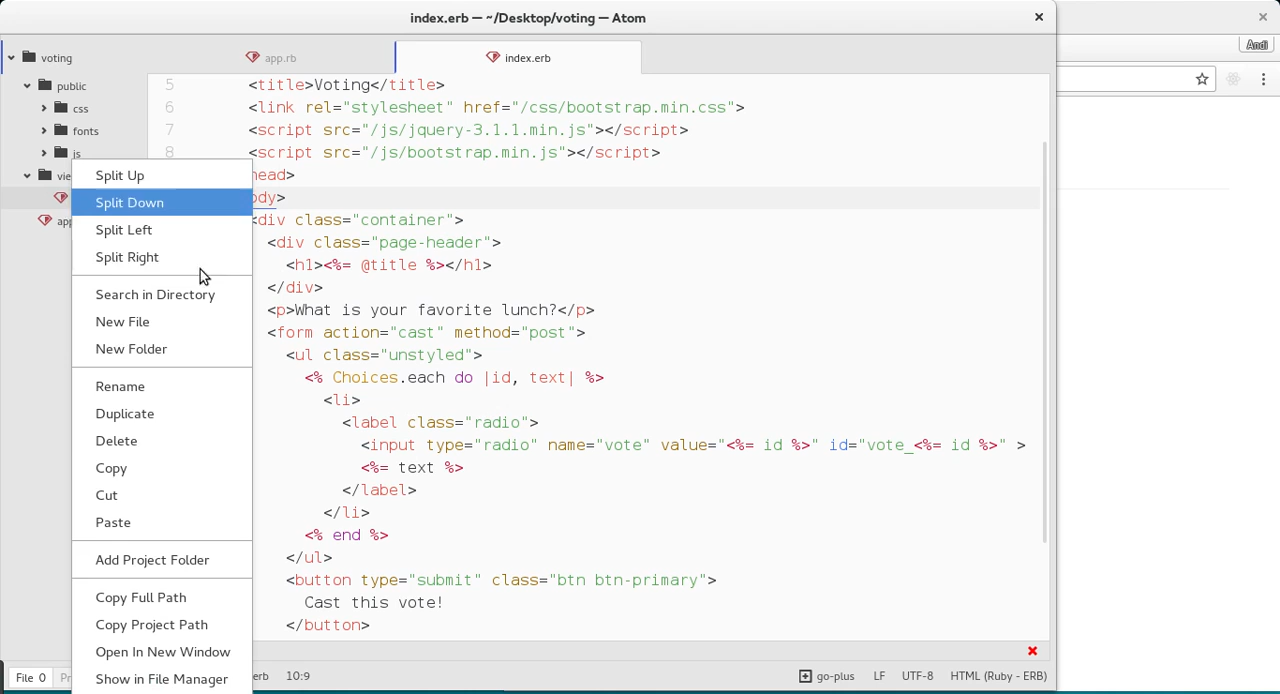 index.erb — ~/Desktop/voting — Atom
Andi
voting
app.rb
index.erb
public
css
fonts
js
5 <title>Voting</title>
6 <link rel="stylesheet" href="/css/bootstrap.min.css">
7 <script src="/js/jquery-3.1.1.min.js"></script>
8 <script src="/js/bootstrap.min.js"></script>
head>
ody>
<div class="container">
<div class="page-header">
<h1><%= @title %></h1>
</div>
<p>What is your favorite lunch?</p>
<form action="cast" method="post">
<ul class="unstyled">
<% Choices.each do |id, text| %>
<li>
<label class="radio">
<input type="radio" name="vote" value="<%= id %>" id="vote_<%= id %>" >
<%= text %>
</label>
</li>
<% end %>
</ul>
<button type="submit" class="btn btn-primary">
Cast this vote!
</button>
vie
app
Split Up
Split Down
Split Left
Split Right
Search in Directory
New File
New Folder
Rename
Duplicate
Delete
Copy
Cut
Paste
Add Project Folder
Copy Full Path
Copy Project Path
Open In New Window
Show in File Manager
File 0
Pr
erb
10:9
go-plus
LF
UTF-8
HTML (Ruby - ERB)